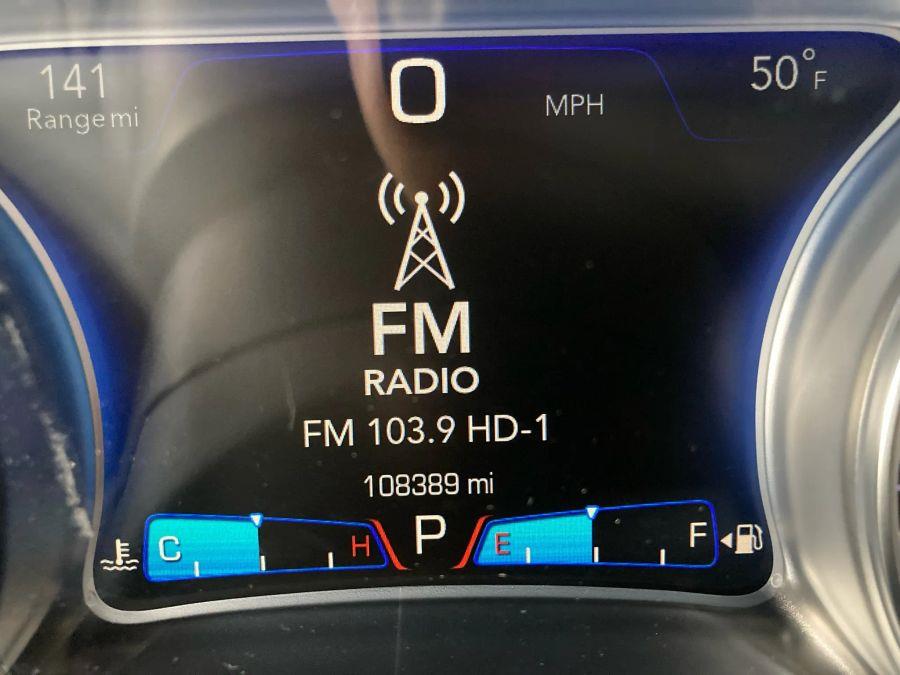 141
Range mi
0
MPH
50°F
FM
RADIO
FM 103.9 HD-1
108389 mi
C
H
P
E
F